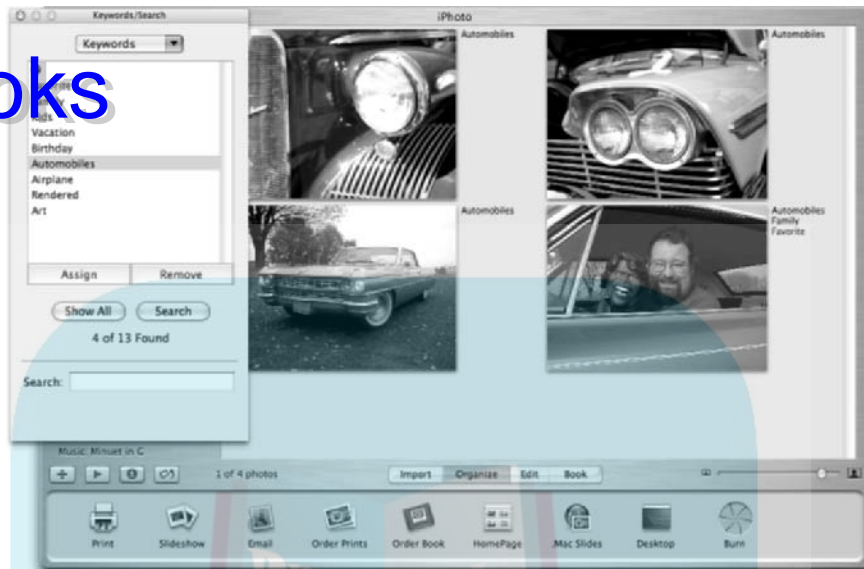 Keywords/Search
iPhoto
Keywords
oks
Kids
Vacation
Birthday
Automobiles
Airplane
Rendered
Art
Assign
Remove
Show All
Search
4 of 13 Found
Search:
Automobiles
Automobiles
Automobiles
Automobiles
Family
Favorite
Music: Minuet in G
1 of 4 photos
Import
Organize
Edit
Book
Print
Slideshow
Email
Order Prints
Order Book
HomePage
.Mac Slides
Desktop
Burn